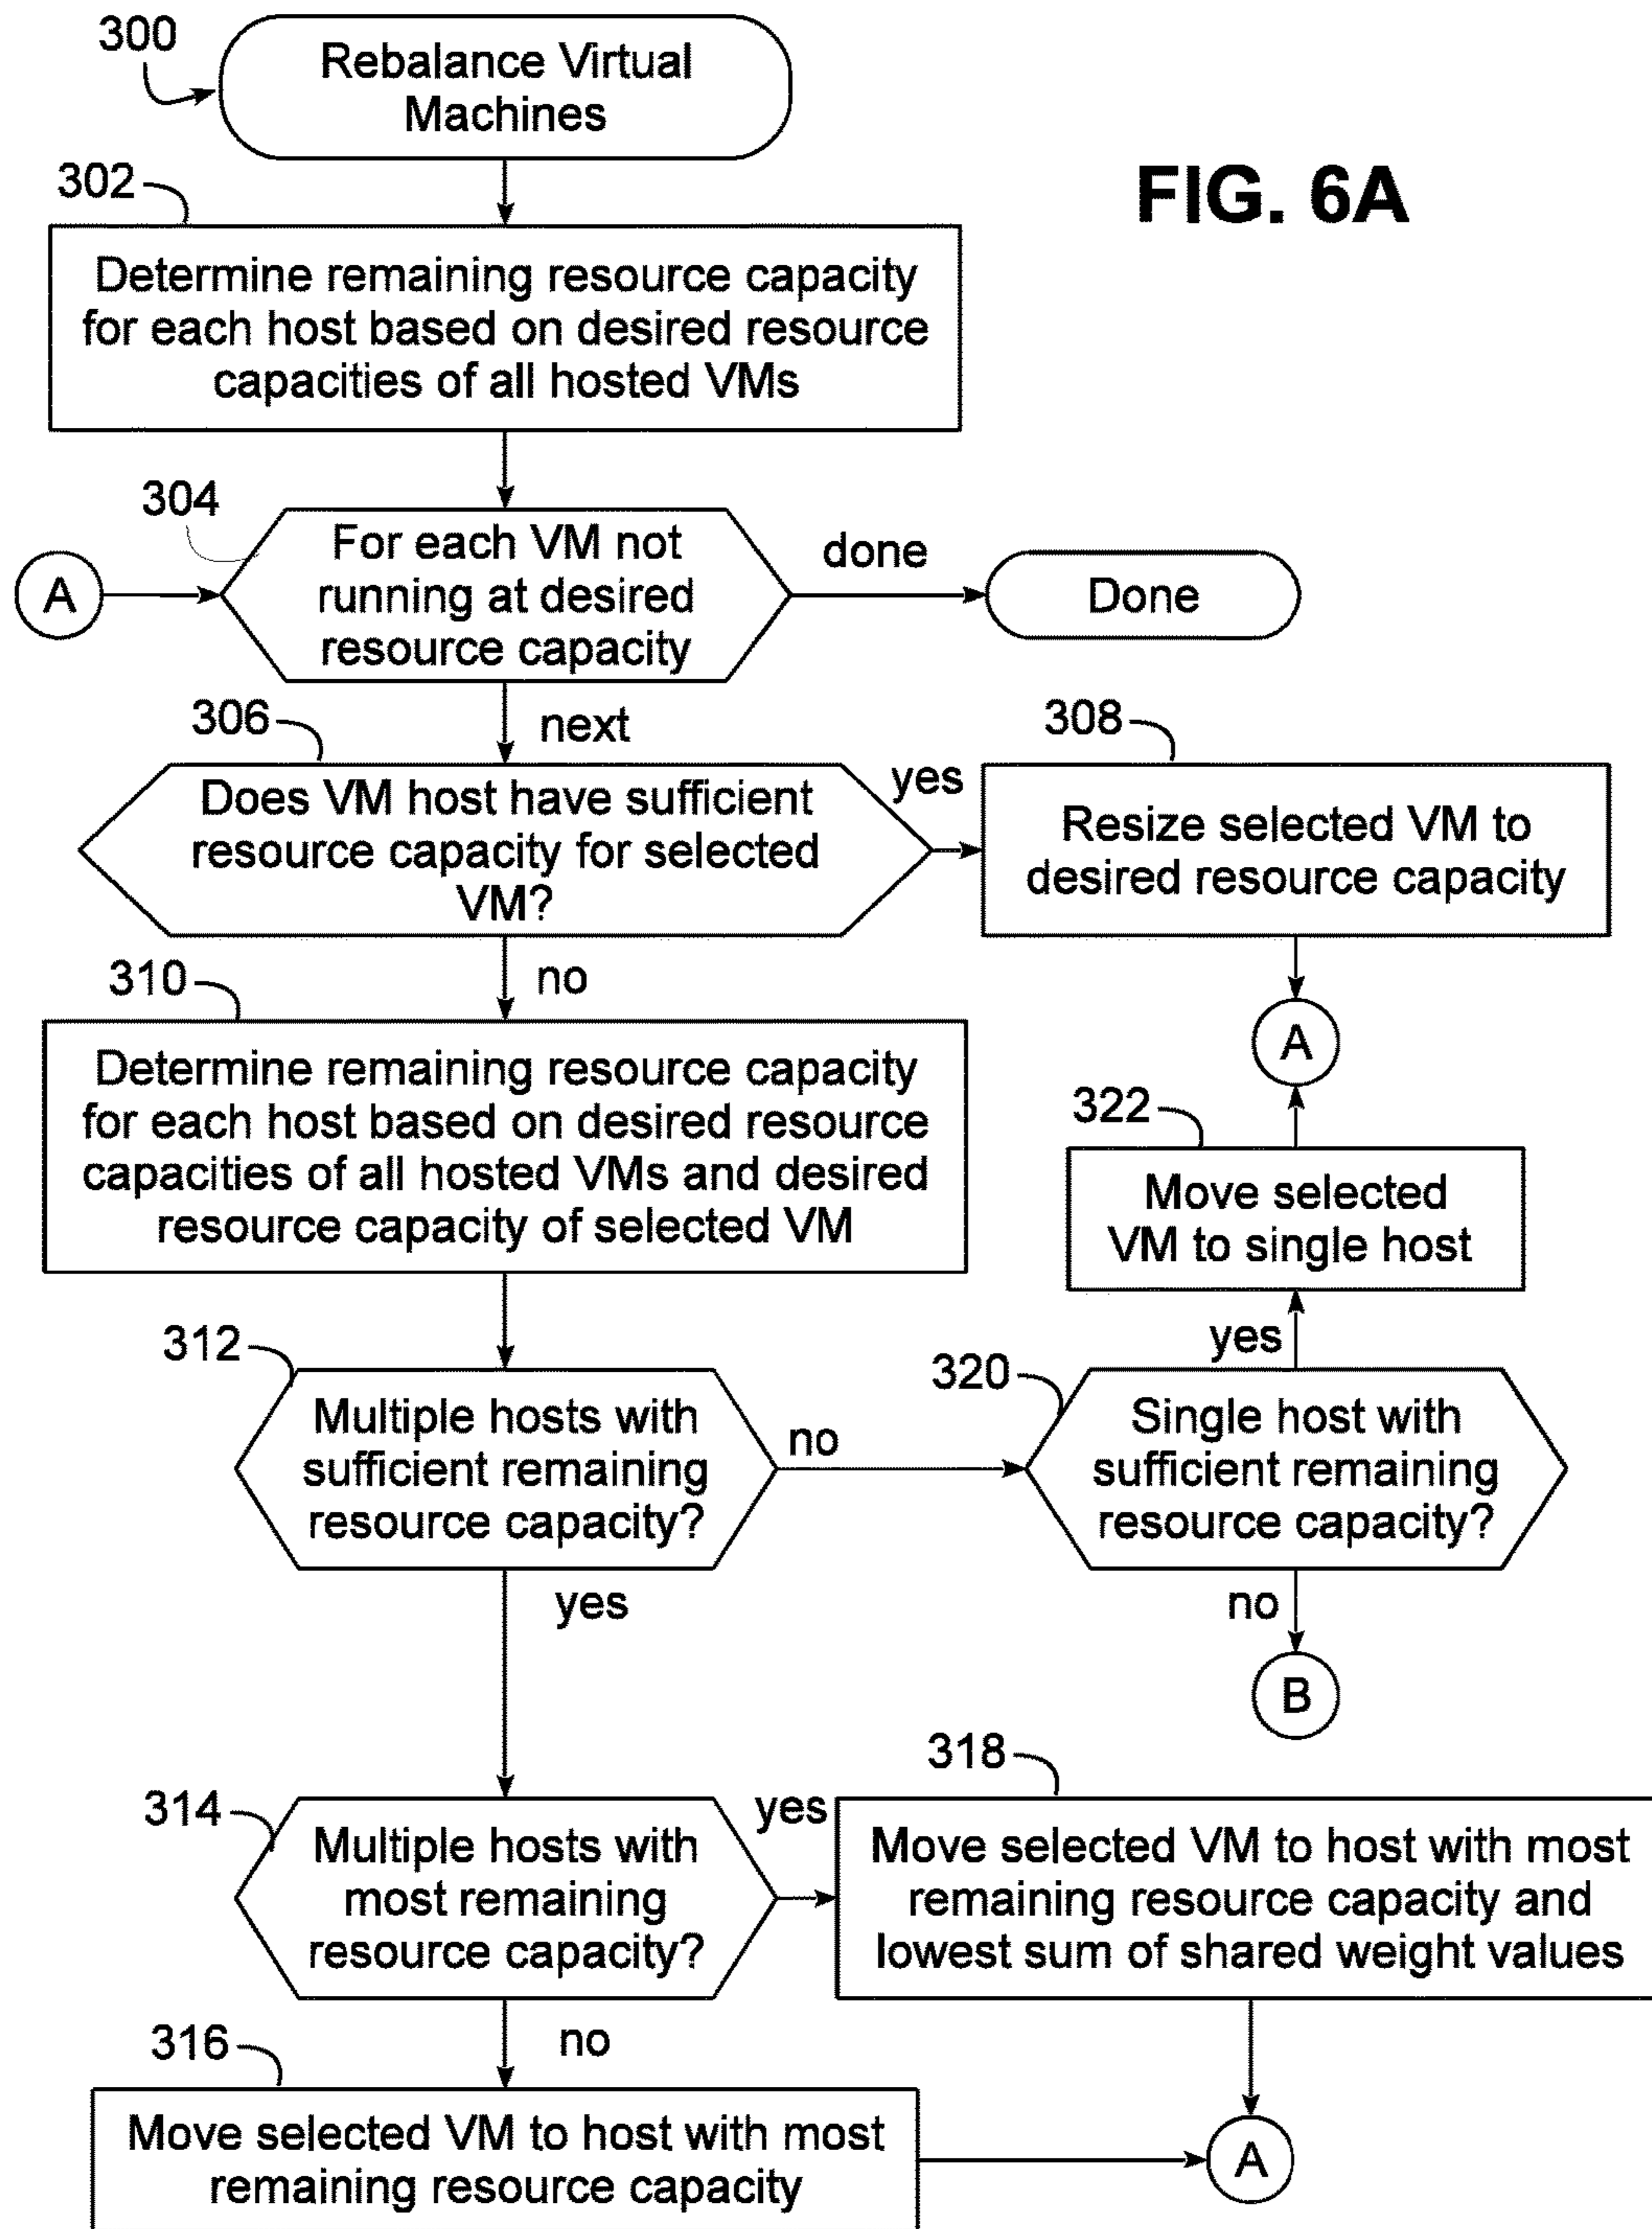 300
Rebalance Virtual
Machines
FIG. 6A
302
Determine remaining resource capacity
for each host based on desired resource
capacities of all hosted VMs
304
A
For each VM not
running at desired
resource capacity
done
Done
next
306
Does VM host have sufficient
resource capacity for selected
VM?
yes
308
Resize selected VM to
desired resource capacity
A
no
310
Determine remaining resource capacity
for each host based on desired resource
capacities of all hosted VMs and desired
resource capacity of selected VM
322
Move selected
VM to single host
yes
312
Multiple hosts with
sufficient remaining
resource capacity?
no
320
Single host with
sufficient remaining
resource capacity?
no
B
yes
314
Multiple hosts with
most remaining
resource capacity?
yes
318
Move selected VM to host with most
remaining resource capacity and
lowest sum of shared weight values
no
316
Move selected VM to host with most
remaining resource capacity
A